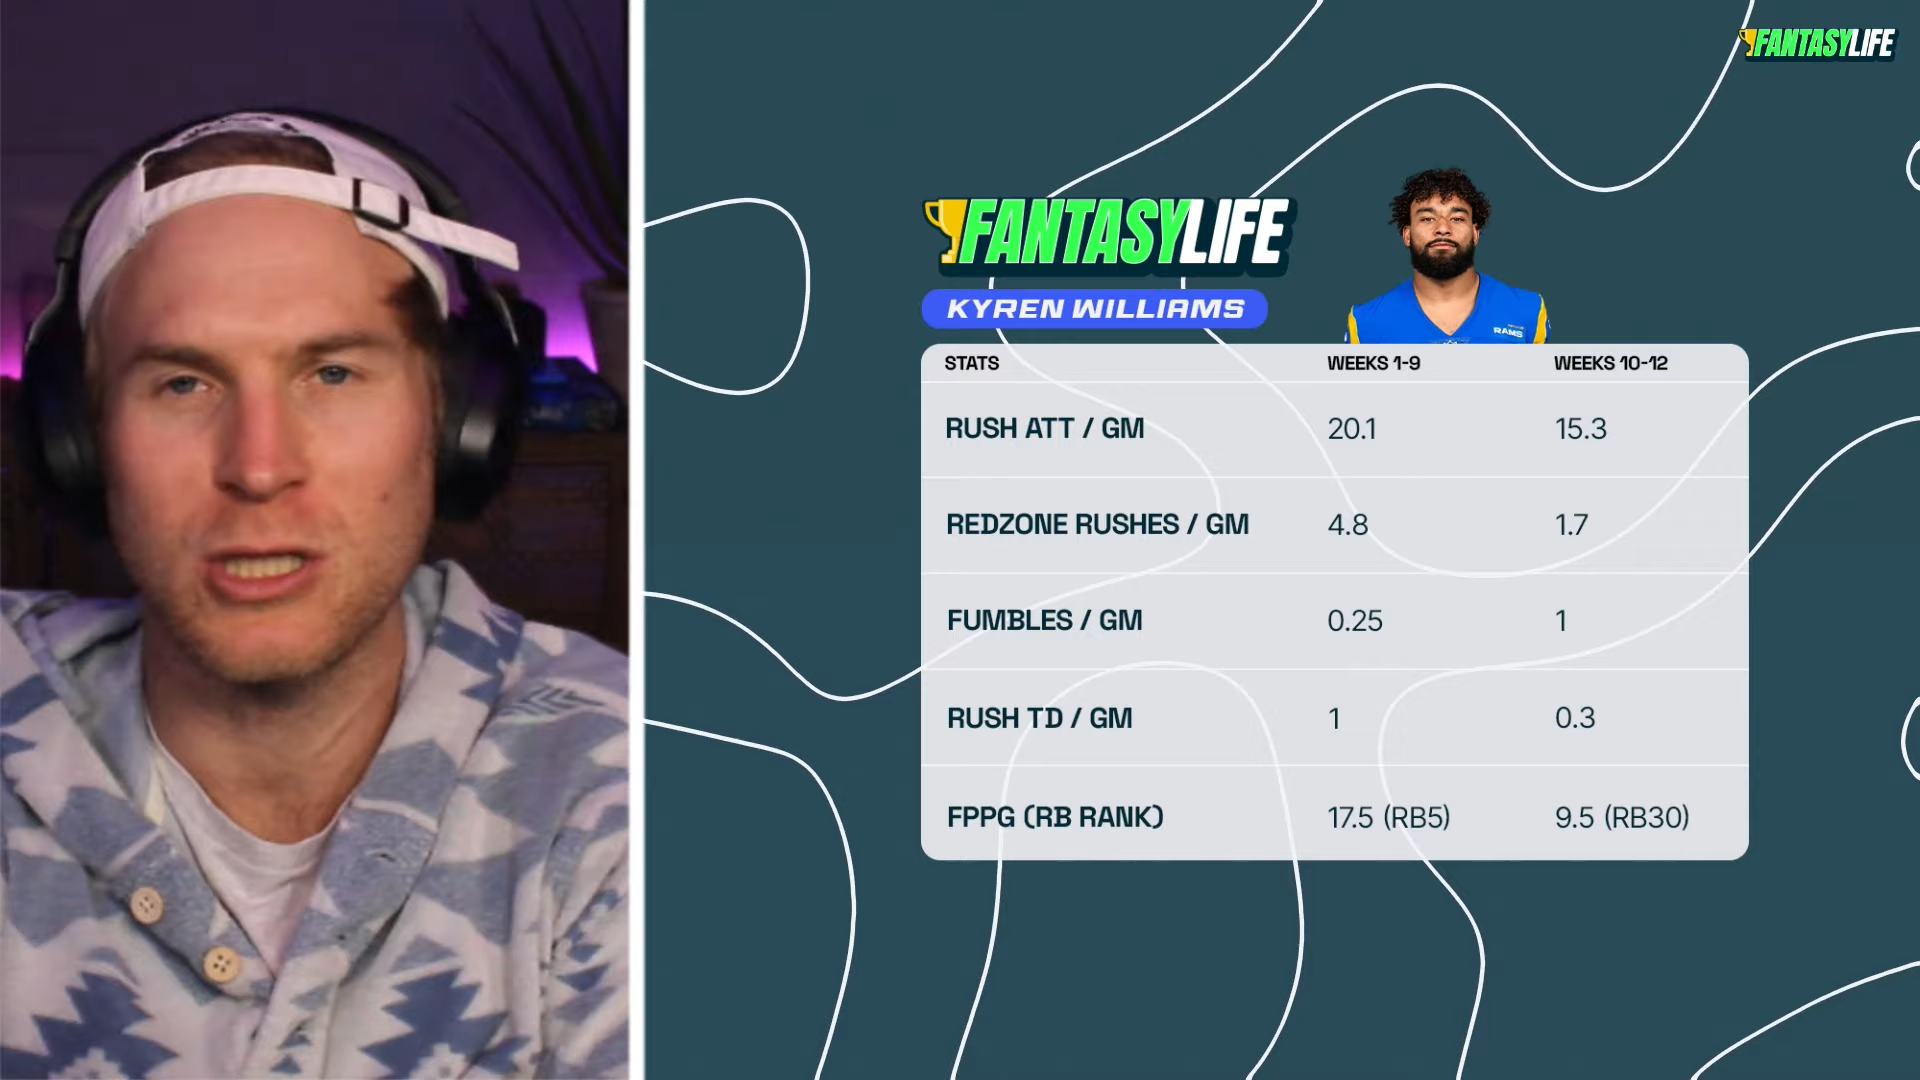 FANTASYLIFE
FANTASYLIFE
KYREN WILLIAMS
RAMS
STATS WEEKS 1-9 WEEKS 10-12
RUSH ATT / GM 20.1 15.3
REDZONE RUSHES / GM 4.8 1.7
FUMBLES / GM 0.25 1
RUSH TD / GM 1 0.3
FPPG (RB RANK) 17.5 (RB5) 9.5 (RB30)